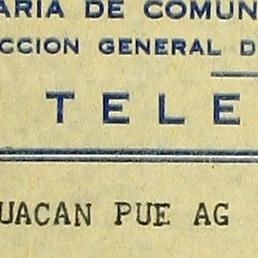 ARIA DE COMUN
CCION GENERAL D
TELE
UACAN PUE AG